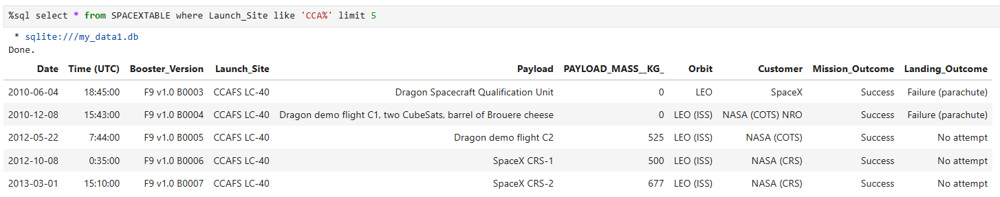 %sql select * from SPACEXTABLE where Launch_Site like 'CCA%' limit 5
* sqlite:///my_data1.db
Done.
Date Time (UTC) Booster_Version Launch_Site Payload PAYLOAD_MASS__KG_ Orbit Customer Mission_Outcome Landing_Outcome
2010-06-04 18:45:00 F9 v1.0 B0003 CCAFS LC-40 Dragon Spacecraft Qualification Unit 0 LEO SpaceX Success Failure (parachute)
2010-12-08 15:43:00 F9 v1.0 B0004 CCAFS LC-40 Dragon demo flight C1, two CubeSats, barrel of Brouere cheese 0 LEO (ISS) NASA (COTS) NRO Success Failure (parachute)
2012-05-22 7:44:00 F9 v1.0 B0005 CCAFS LC-40 Dragon demo flight C2 525 LEO (ISS) NASA (COTS) Success No attempt
2012-10-08 0:35:00 F9 v1.0 B0006 CCAFS LC-40 SpaceX CRS-1 500 LEO (ISS) NASA (CRS) Success No attempt
2013-03-01 15:10:00 F9 v1.0 B0007 CCAFS LC-40 SpaceX CRS-2 677 LEO (ISS) NASA (CRS) Success No attempt